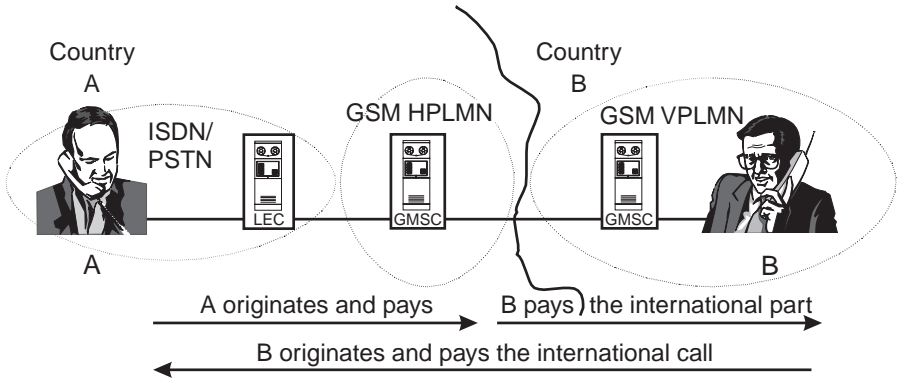 Country
A
Country
B
ISDN/
PSTN
GSM HPLMN
GSM VPLMN
LEC
GMSC
GMSC
A
B
A originates and pays
B pays the international part
B originates and pays the international call